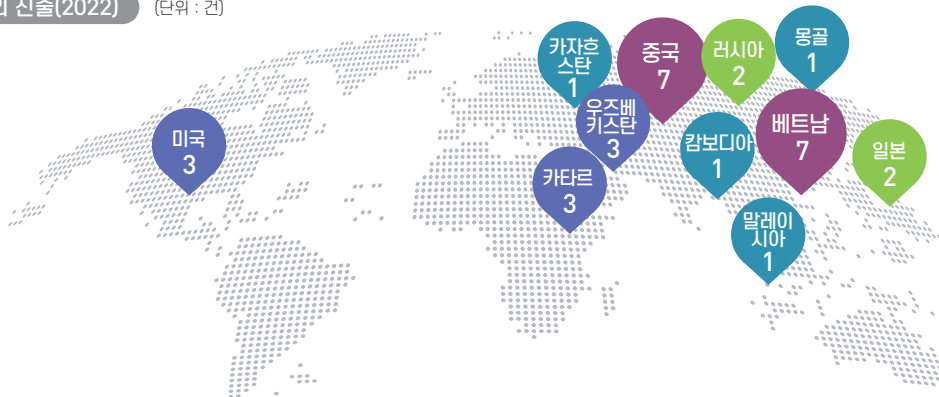 진출(2022)
(단위 : 건)
카자흐
스탄
1
중국
7
러시아
2
몽골
1
우즈베
키스탄
3
미국
3
캄보디아
1
베트남
7
일본
2
카타르
3
말레이
시아
1